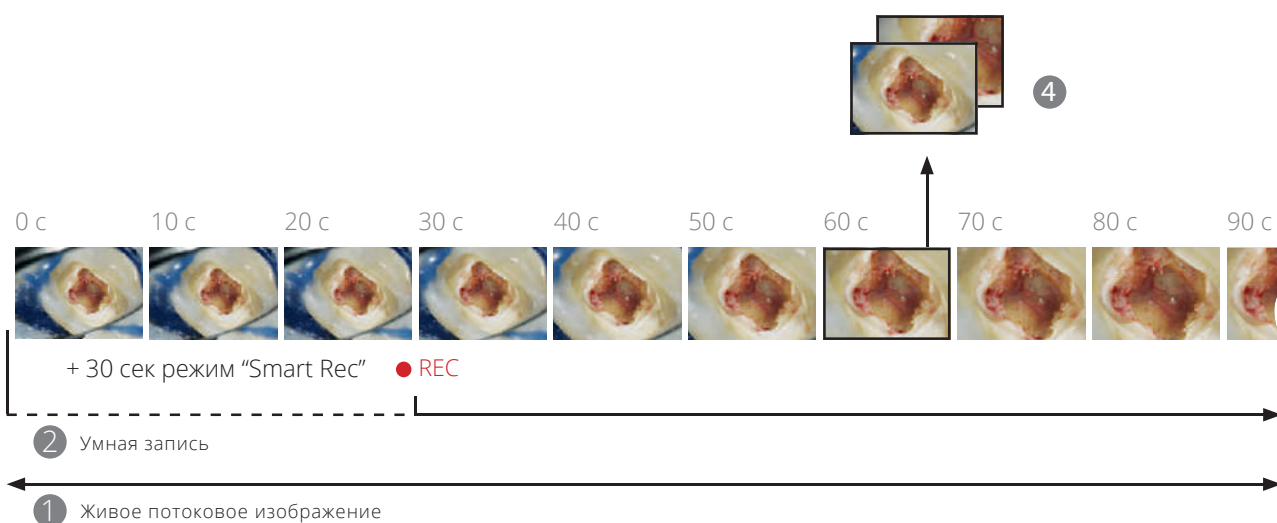 4
0 с 10 с 20 с 30 с 40 с 50 с 60 с 70 с 80 с 90 с
+ 30 сек режим “Smart Rec” REC
2 Умная запись
1 Живое потоковое изображение